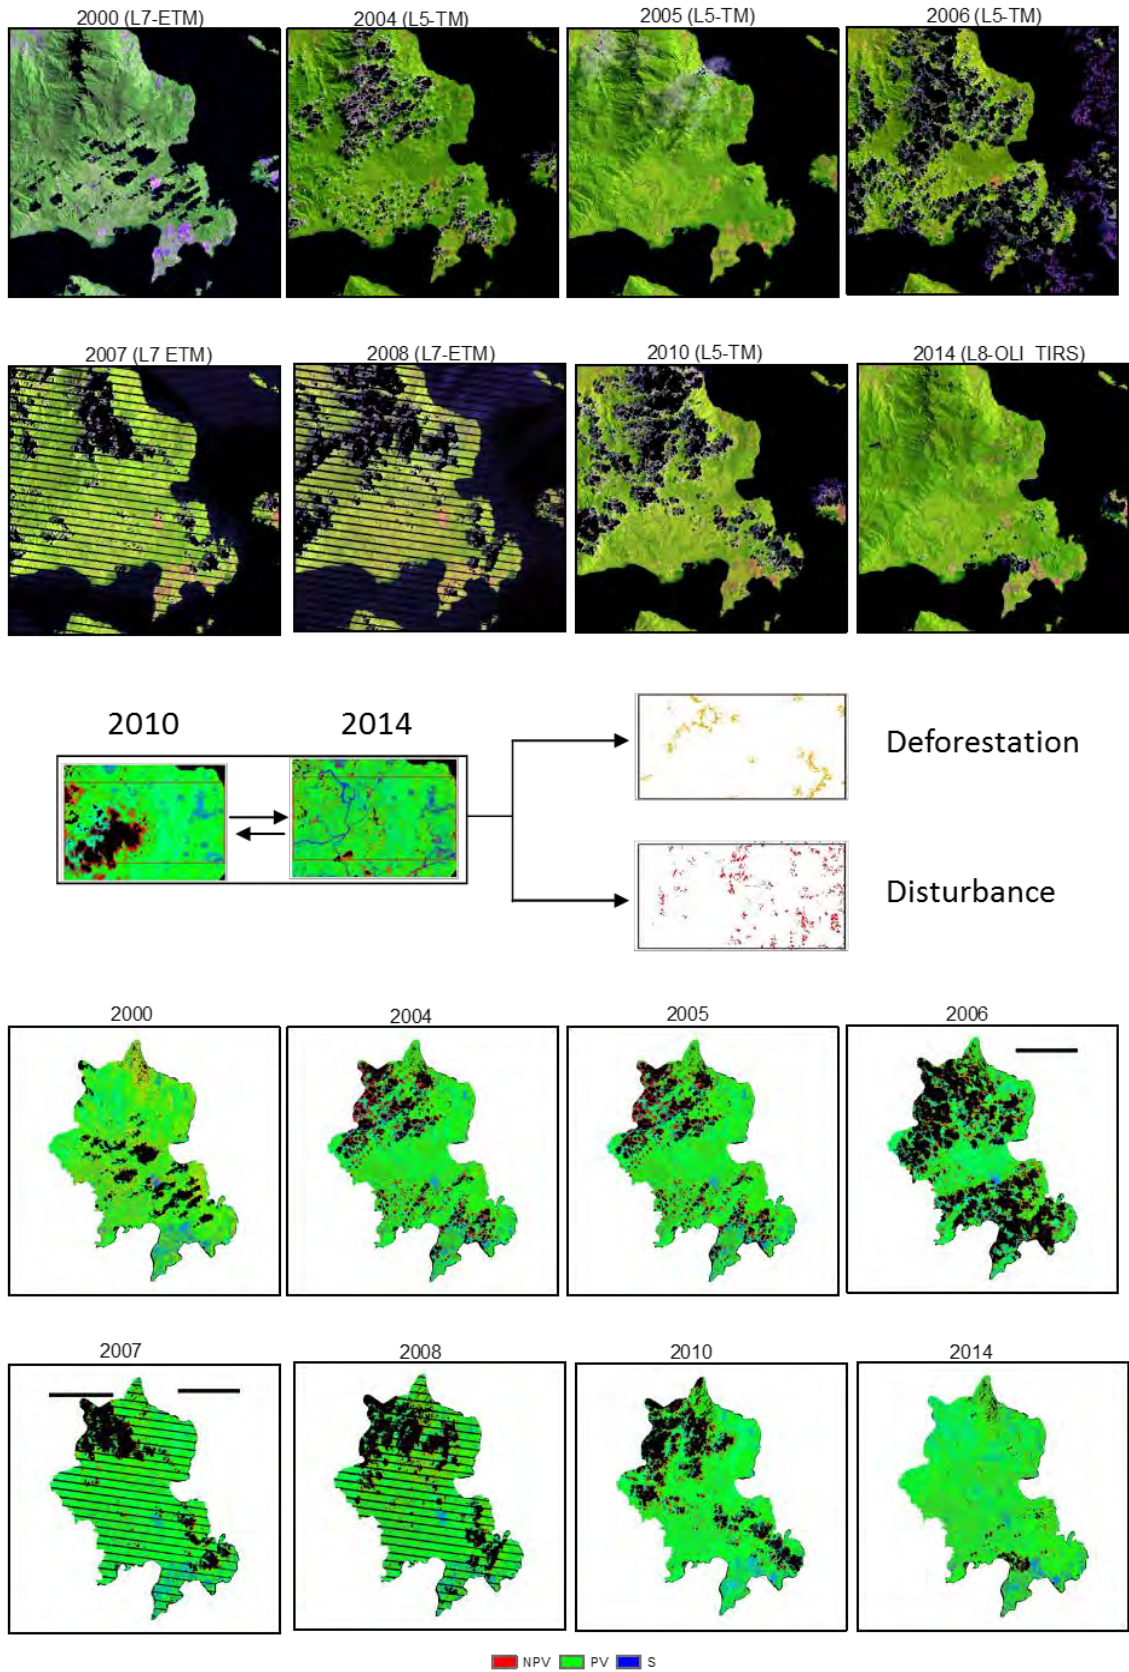 2000 (L7-ETM) 2004 (L5-TM) 2005 (L5-TM) 2006 (L5-TM)
2007 (L7 ETM) 2008 (L7-ETM) 2010 (L5-TM) 2014 (L8-OLI TIRS)
2010 2014
Deforestation
Disturbance
2000 2004 2005 2006
2007 2008 2010 2014
NPV PV S